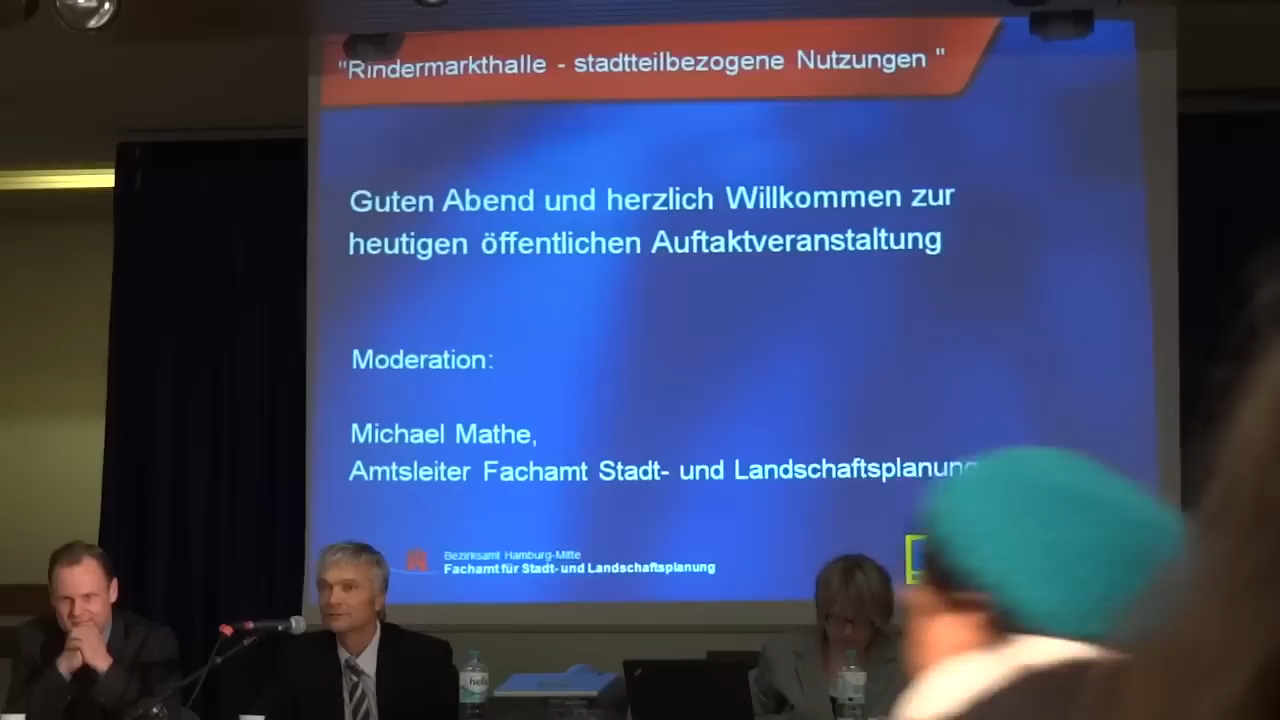 "Rindermarkthalle - stadtteilbezogene Nutzungen "
Guten Abend und herzlich Willkommen zur
heutigen öffentlichen Auftaktveranstaltung
Moderation:
Michael Mathe,
Amtsleiter Fachamt Stadt- und Landschaftsplanung
Bezirksamt Hamburg-Mitte
Fachamt für Stadt- und Landschaftsplanung
hella